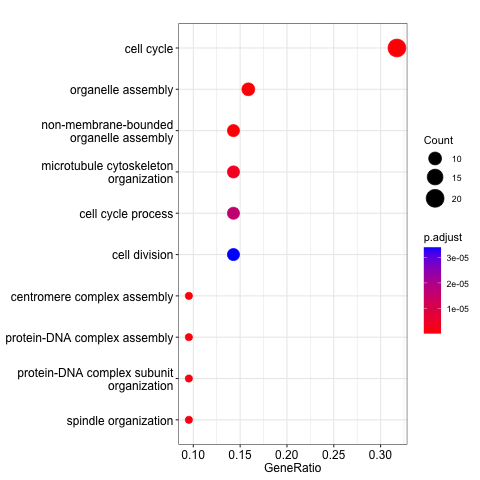 cell cycle
organelle assembly
non-membrane-bounded
organelle assembly
microtubule cytoskeleton
organization
cell cycle process
cell division
centromere complex assembly
protein-DNA complex assembly
protein-DNA complex subunit
organization
spindle organization
0.10 0.15 0.20 0.25 0.30
GeneRatio
Count
10
15
20
p.adjust
3e-05
2e-05
1e-05